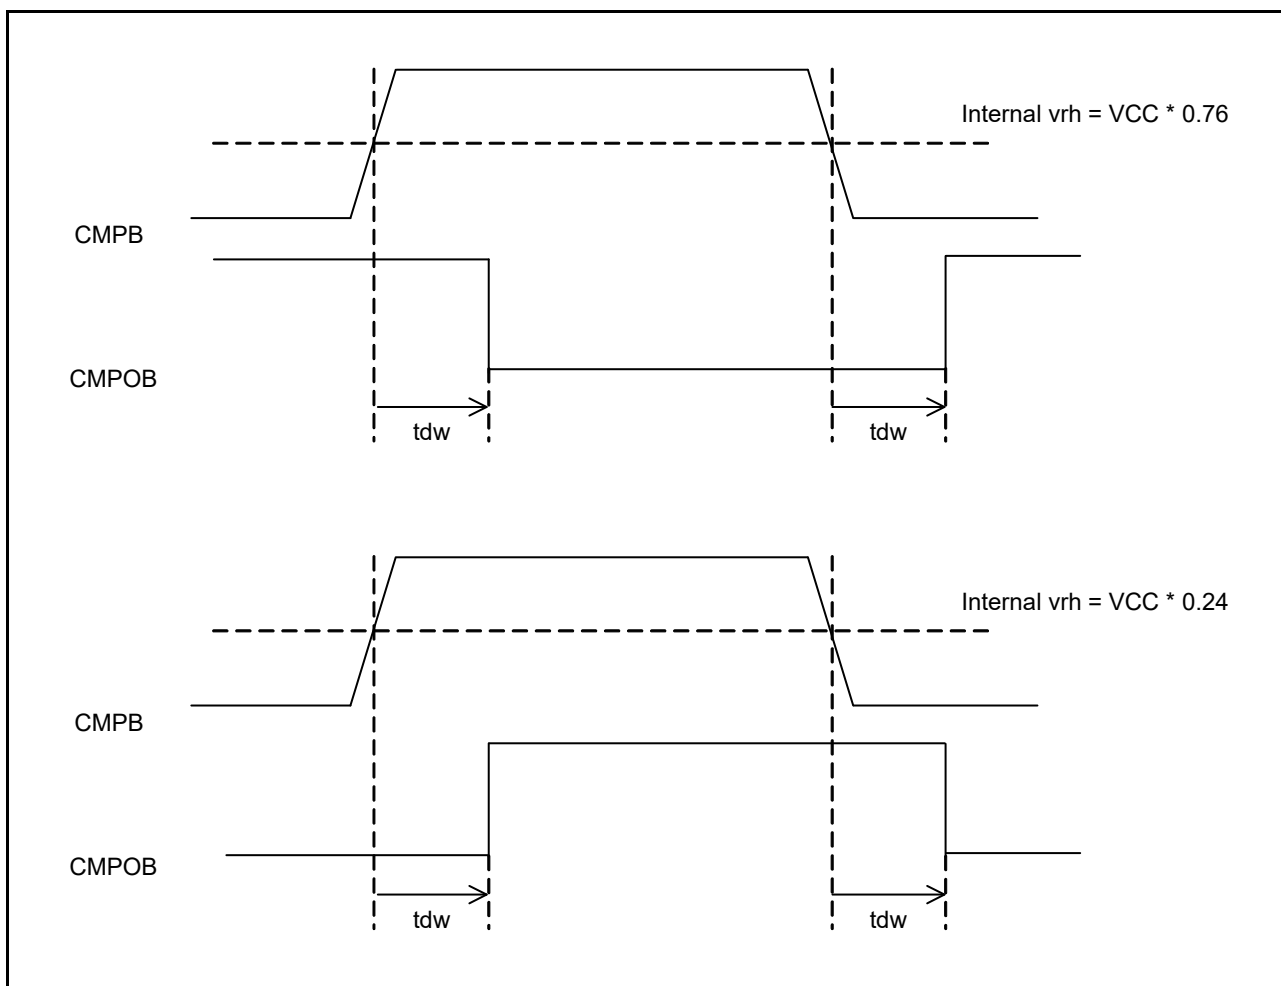 Internal vrh = VCC * 0.76
CMPB
CMPOB
tdw
tdw
Internal vrh = VCC * 0.24
CMPB
CMPOB
tdw
tdw